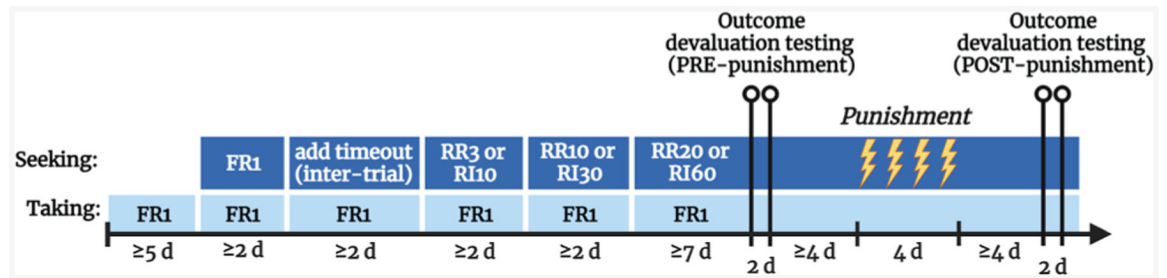 Outcome
devaluation testing
(PRE-punishment)
Outcome
devaluation testing
(POST-punishment)
Punishment
Seeking:
FR1
add timeout
(inter-trial)
RR3 or
RI10
RR10 or
RI30
RR20 or
RI60
Taking:
FR1
FR1
FR1
FR1
FR1
FR1
≥5 d
≥2 d
≥2 d
≥2 d
≥2 d
≥7 d
2 d
≥4 d
4 d
≥4 d
2 d